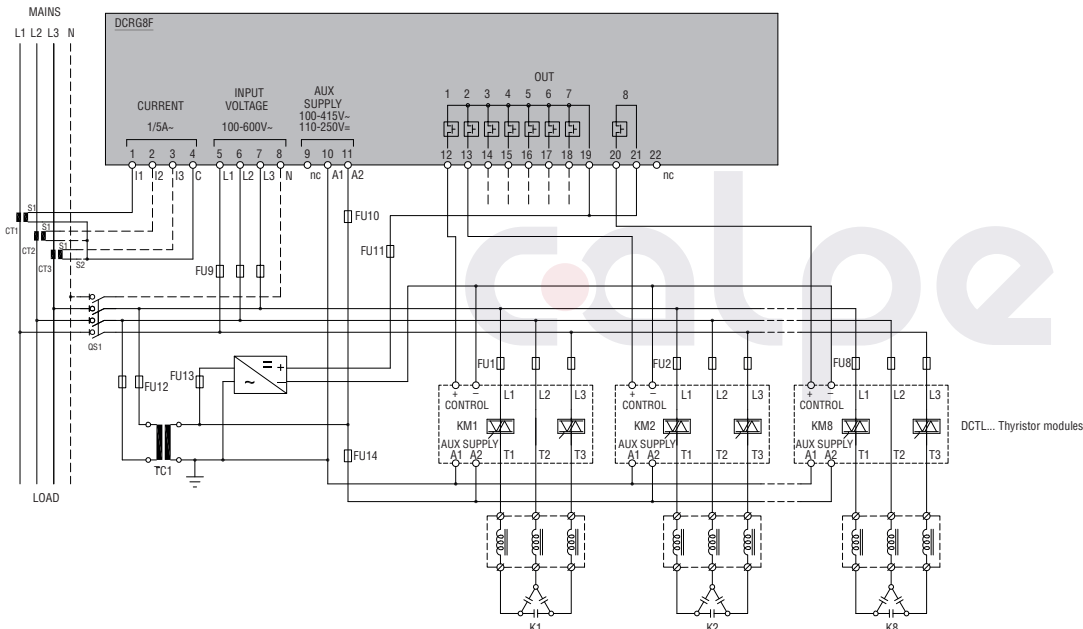 MAINS
L1 L2 L3 N
DCRG8F
OUT
CURRENT
1/5A~
INPUT
VOLTAGE
100-600V~
AUX
SUPPLY
100-415V~
110-250V=
1 2 3 4 5 6 7 8
1 2 3 4 5 6 7 8 9 10 11 12 13 14 15 16 17 18 19 20 21 22
I1 I2 I3 C L1 L2 L3 N nc A1 A2 nc
S1
CT1
S1
CT2
S1
CT3
S2
FU10
FU11
FU9
QS1
FU12
FU13
= +
~ −
TC1
FU14
LOAD
calpe
FU1 FU2 FU8
+ − L1 L2 L3
CONTROL
KM1
AUX SUPPLY
A1 A2 T1 T2 T3
+ − L1 L2 L3
CONTROL
KM2
AUX SUPPLY
A1 A2 T1 T2 T3
+ − L1 L2 L3
CONTROL
KM8
AUX SUPPLY
A1 A2 T1 T2 T3
DCTL... Thyristor modules
K1 K2 K8